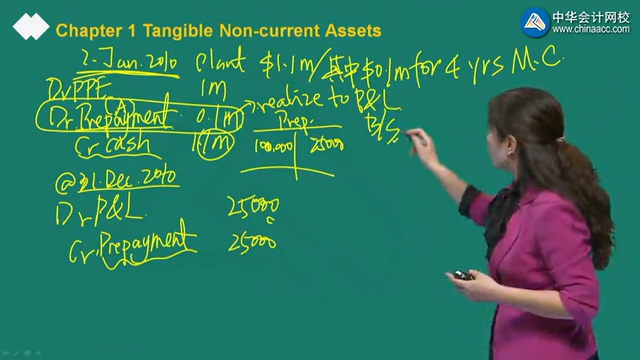 Chapter 1 Tangible Non-current Assets
中华会计网校
www.chinaacc.com
2. Jan. 2010 Plant $1.1m/其中$0.1m for 4 yrs M.C.
Dr PPE 1m
Dr. Prepayment (A) 0.1m → realize to P&L
Cr cash 1.1m
Prep. B/S
100,000 25000
@31. Dec. 2010
Dr P&L. 25000
Cr. Prepayment 25000